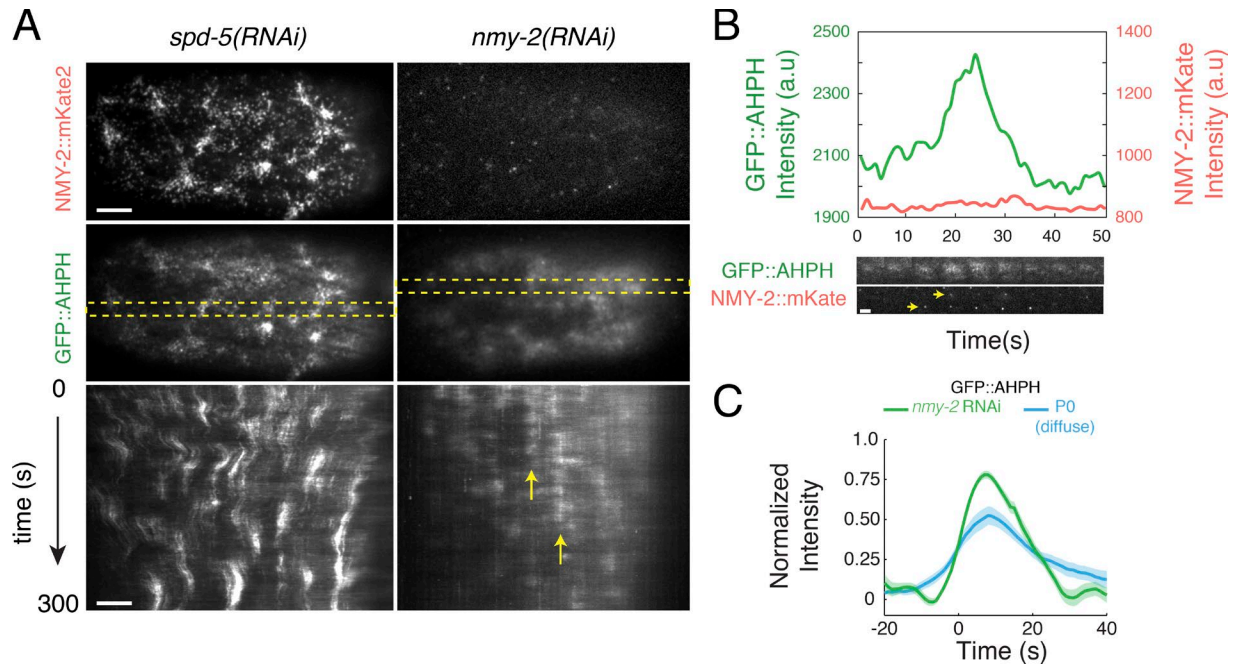 A
spd-5(RNAi)
nmy-2(RNAi)
NMY-2::mKate2
GFP::AHPH
0
time (s)
300
B
GFP::AHPH
Intensity (a.u)
2500
2300
2100
1900
1400
1200
1000
800
NMY-2::mKate
Intensity (a.u)
0 10 20 30 40 50
GFP::AHPH
NMY-2::mKate
Time(s)
C
GFP::AHPH
nmy-2 RNAi
P0
(diffuse)
Normalized
Intensity
1.0
0.75
0.50
0.25
0
-20 0 20 40
Time (s)